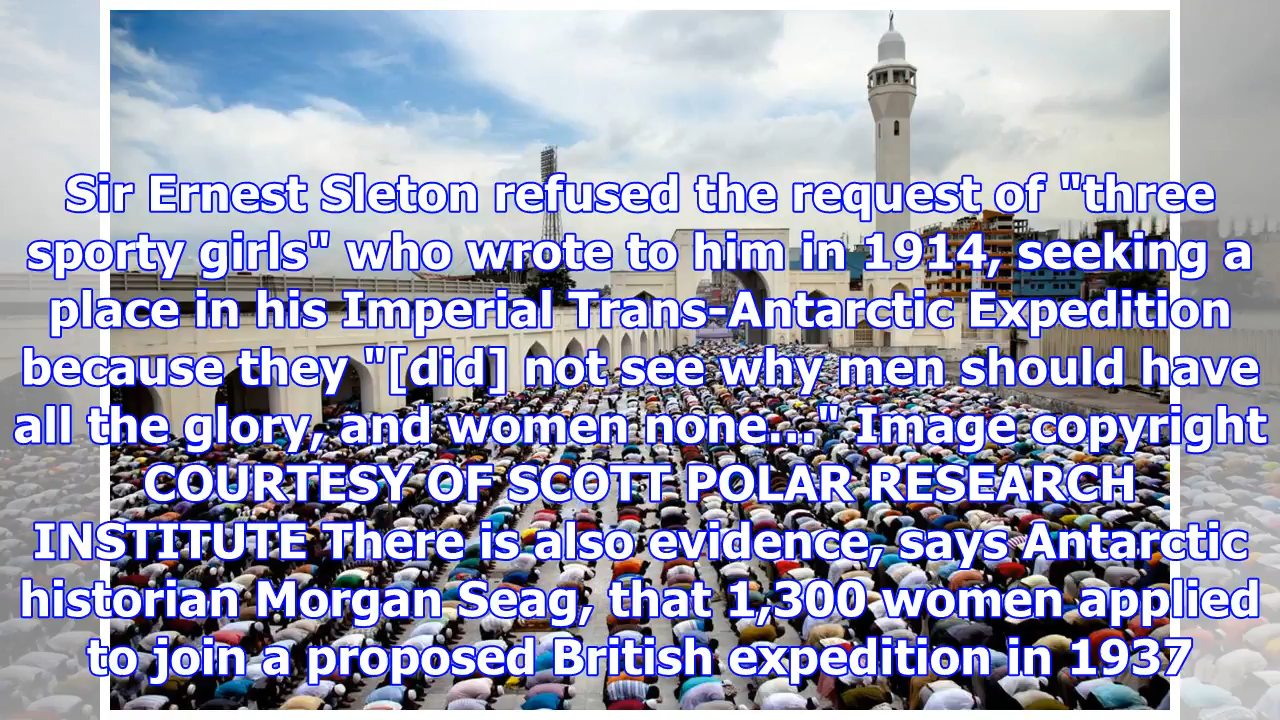 Sir Ernest Sleton refused the request of "three
sporty girls" who wrote to him in 1914, seeking a
place in his Imperial Trans-Antarctic Expedition
because they "[did] not see why men should have
all the glory, and women none..." Image copyright
COURTESY OF SCOTT POLAR RESEARCH
INSTITUTE There is also evidence, says Antarctic
historian Morgan Seag, that 1,300 women applied
to join a proposed British expedition in 1937